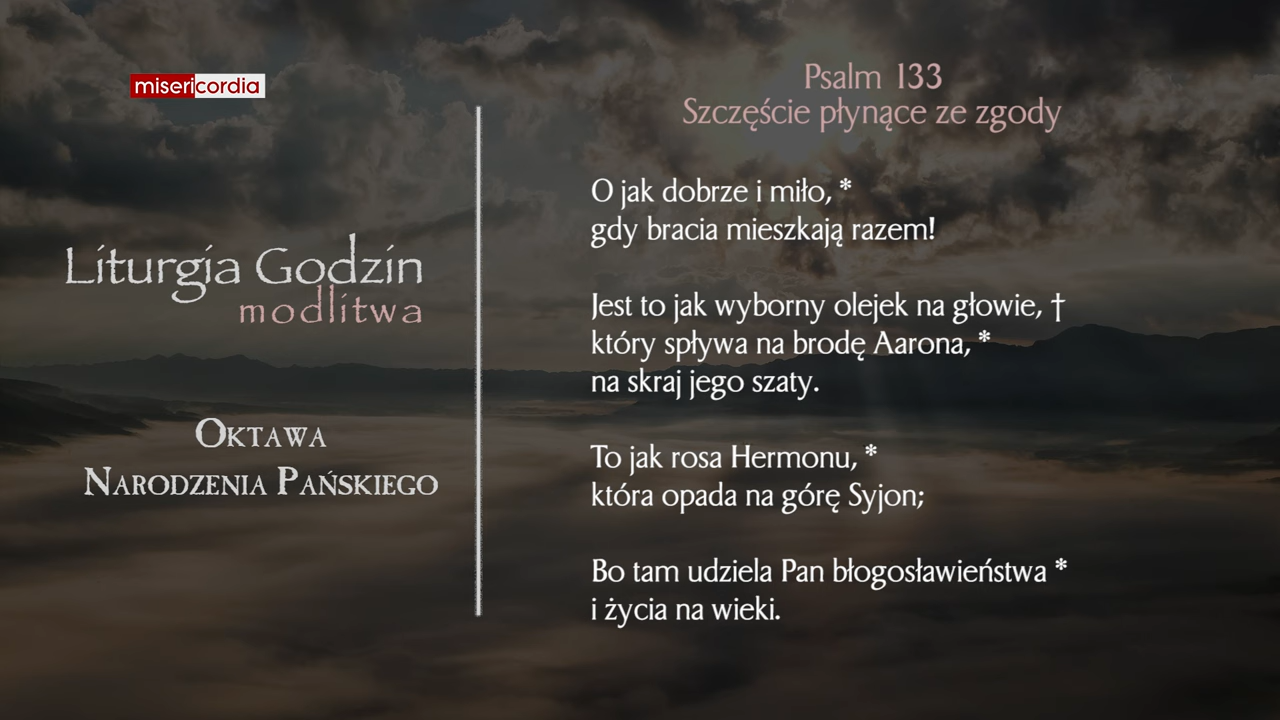 misericordia
Liturgia Godzin
modlitwa
Oktawa
Narodzenia Pańskiego
Psalm 133
Szczęście płynące ze zgody
O jak dobrze i miło, *
gdy bracia mieszkają razem!
Jest to jak wyborny olejek na głowie, †
który spływa na brodę Aarona, *
na skraj jego szaty.
To jak rosa Hermonu, *
która opada na górę Syjon;
Bo tam udziela Pan błogosławieństwa *
i życia na wieki.